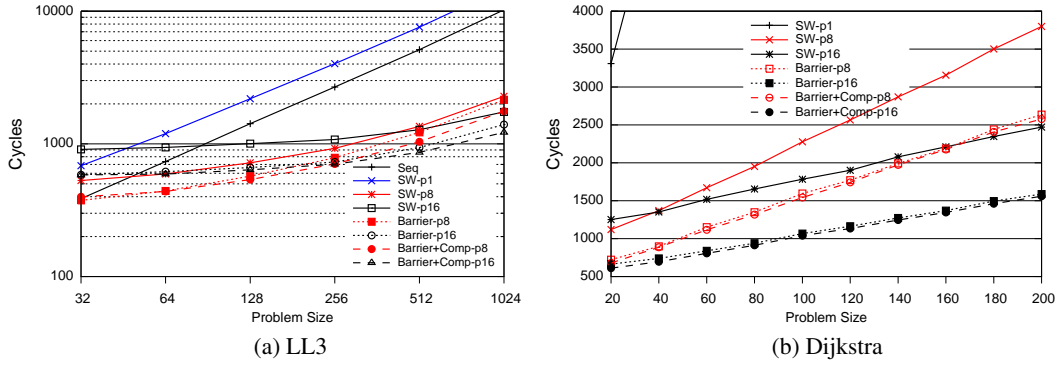 10000
1000
100
Cycles
32 64 128 256 512 1024
Problem Size
Seq
SW-p1
SW-p8
SW-p16
Barrier-p8
Barrier-p16
Barrier+Comp-p8
Barrier+Comp-p16
(a) LL3
4000
3500
3000
2500
2000
1500
1000
500
Cycles
20 40 60 80 100 120 140 160 180 200
Problem Size
SW-p1
SW-p8
SW-p16
Barrier-p8
Barrier-p16
Barrier+Comp-p8
Barrier+Comp-p16
(b) Dijkstra